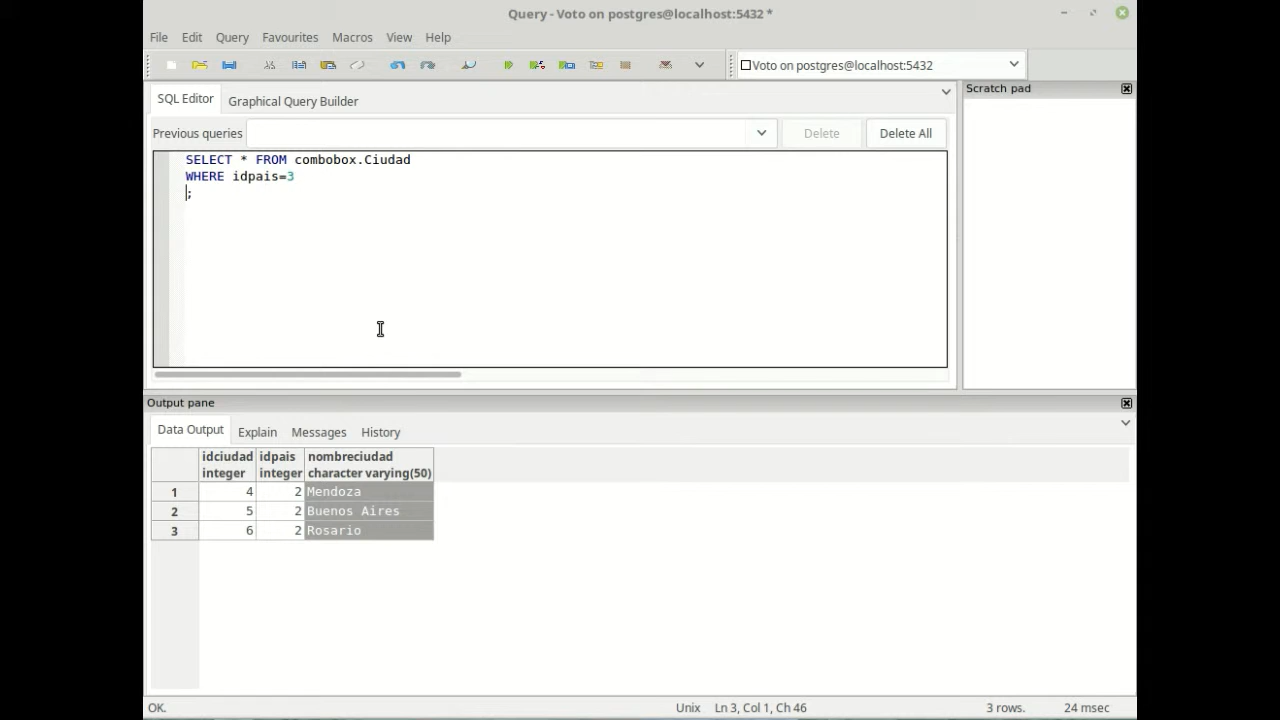 Query - Voto on postgres@localhost:5432 *
File Edit Query Favourites Macros View Help
Voto on postgres@localhost:5432
SQL Editor Graphical Query Builder
Scratch pad
Previous queries Delete Delete All
SELECT * FROM combobox.Ciudad
WHERE idpais=3
;
Output pane
Data Output Explain Messages History
idciudad idpais nombreciudad
integer integer character varying(50)
1 4 2 Mendoza
2 5 2 Buenos Aires
3 6 2 Rosario
OK. Unix Ln 3, Col 1, Ch 46 3 rows. 24 msec